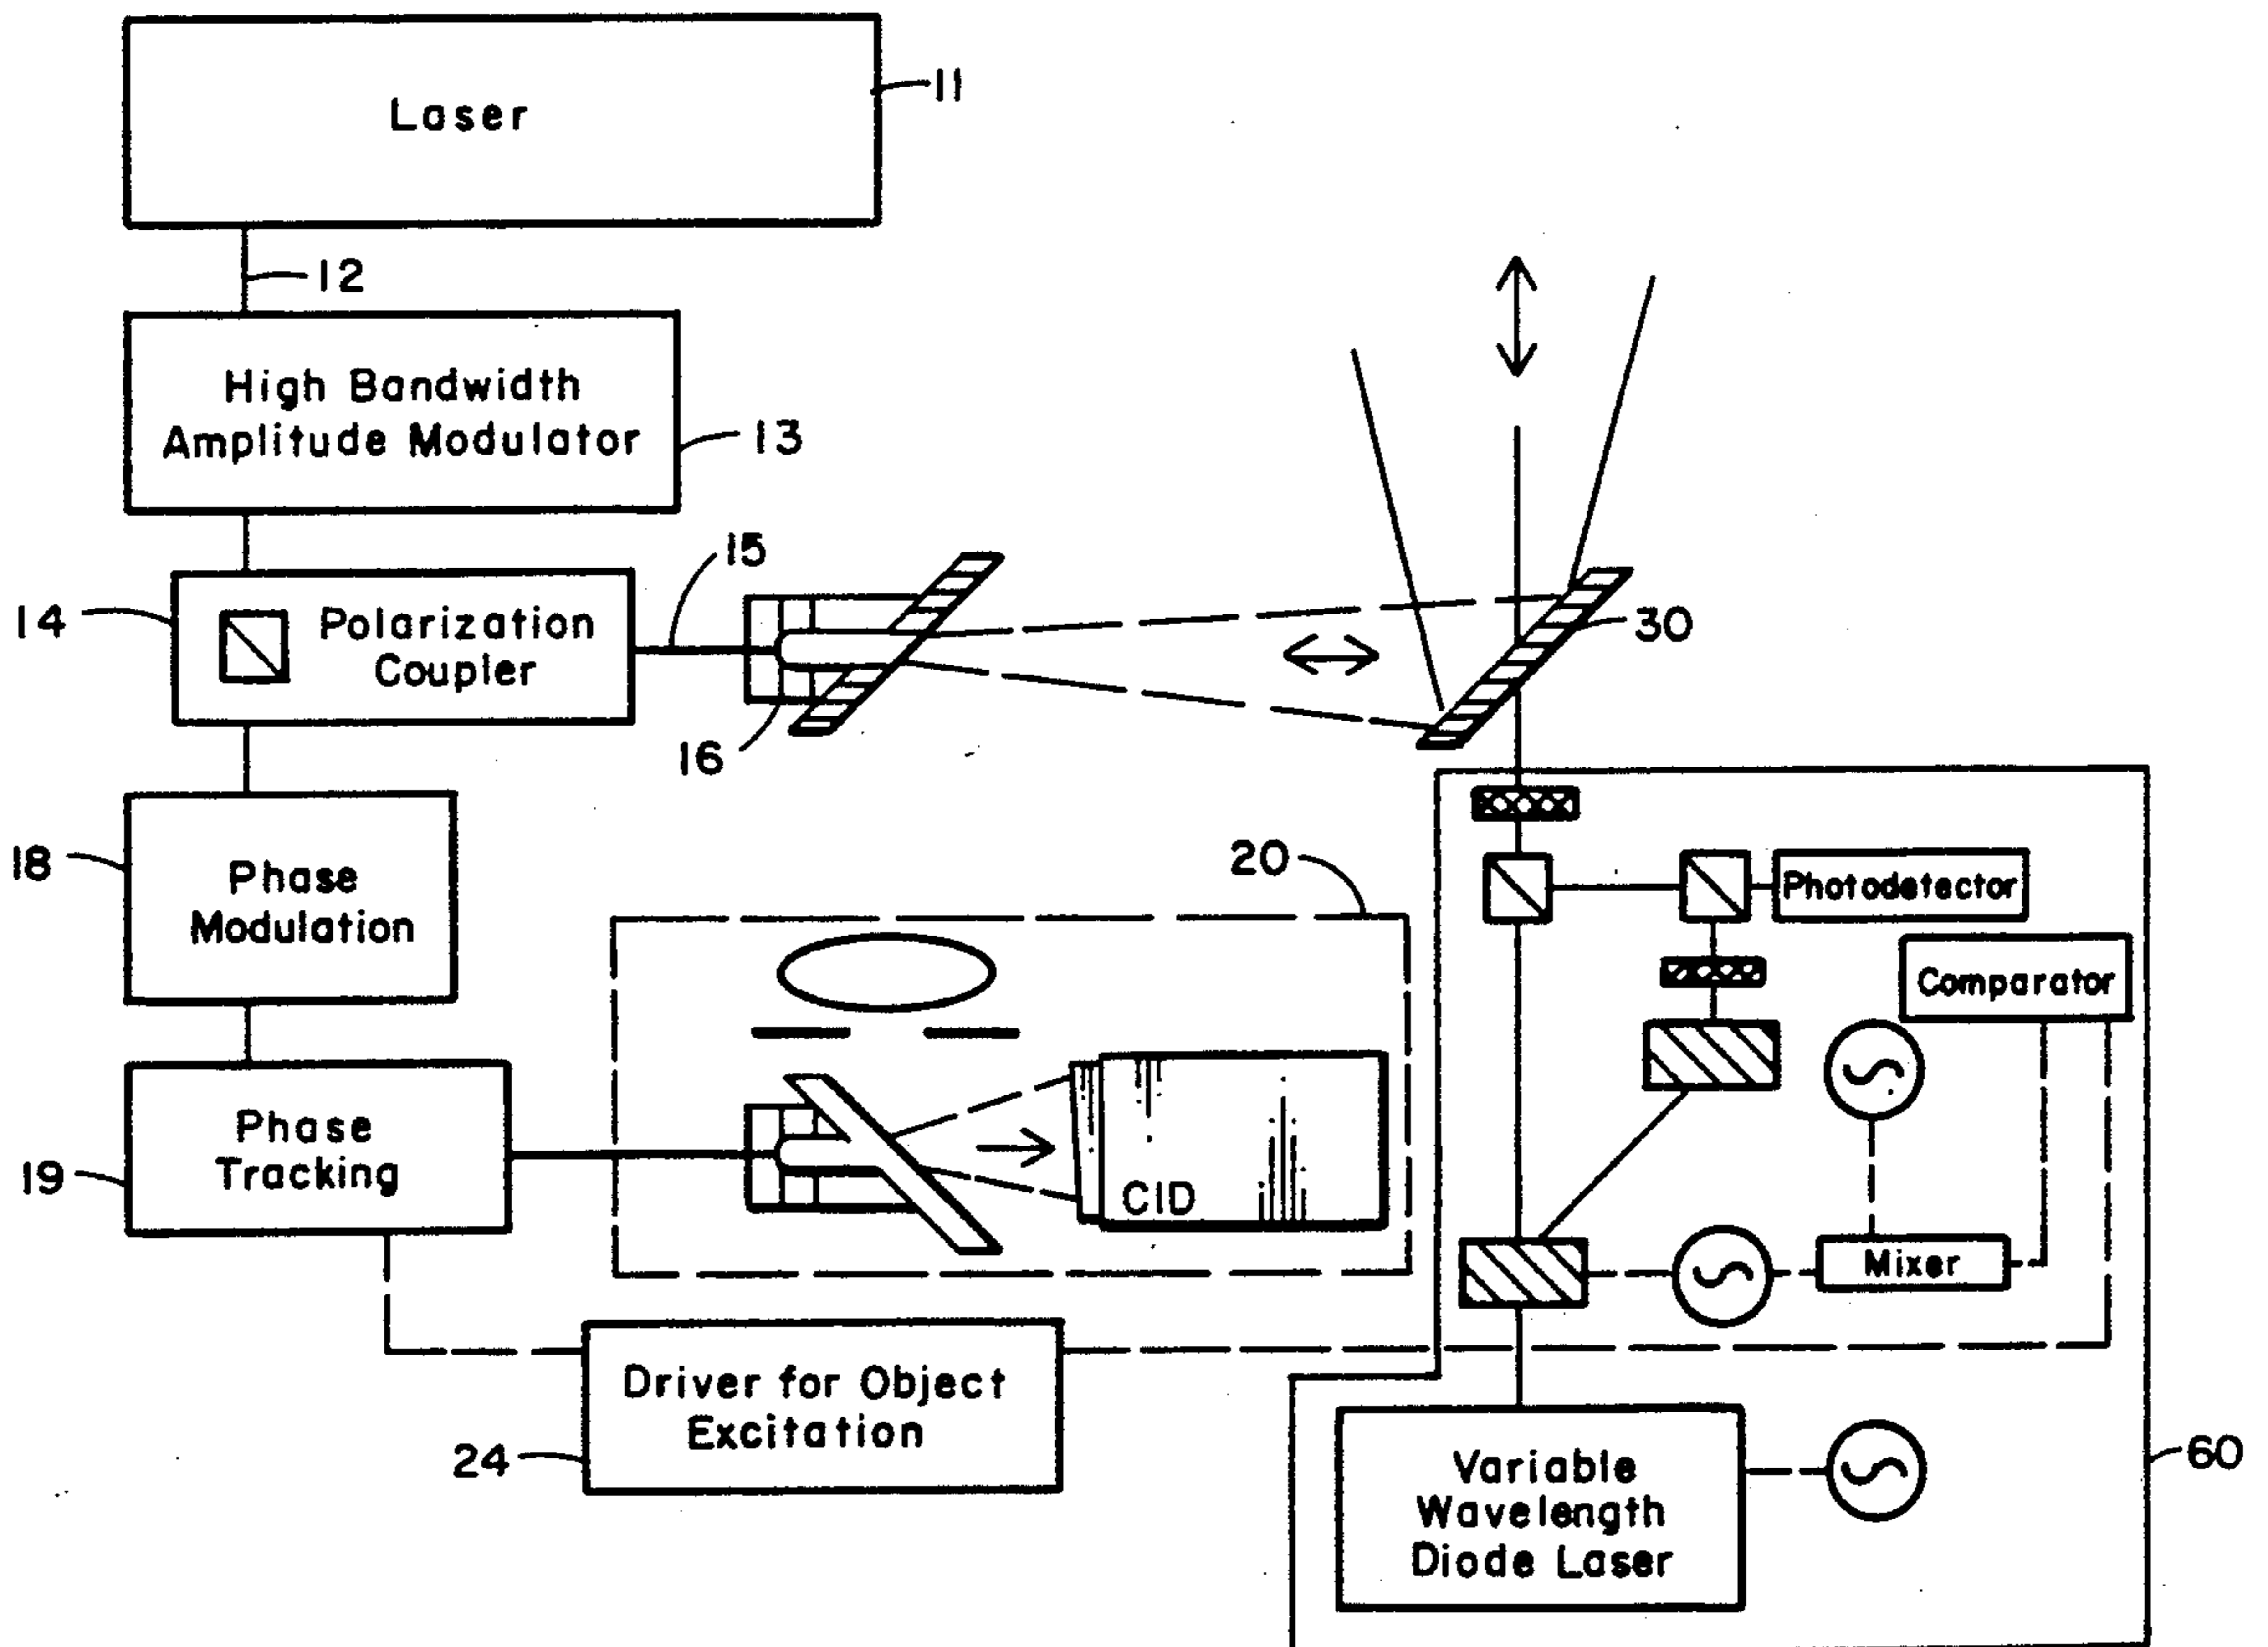 Laser
11
12
High Bandwidth
Amplitude Modulator
13
14
Polarization
Coupler
15
16
30
18
Phase
Modulation
20
Photodetector
Comparator
19
Phase
Tracking
CID
Mixer
24
Driver for Object
Excitation
Variable
Wavelength
Diode Laser
60